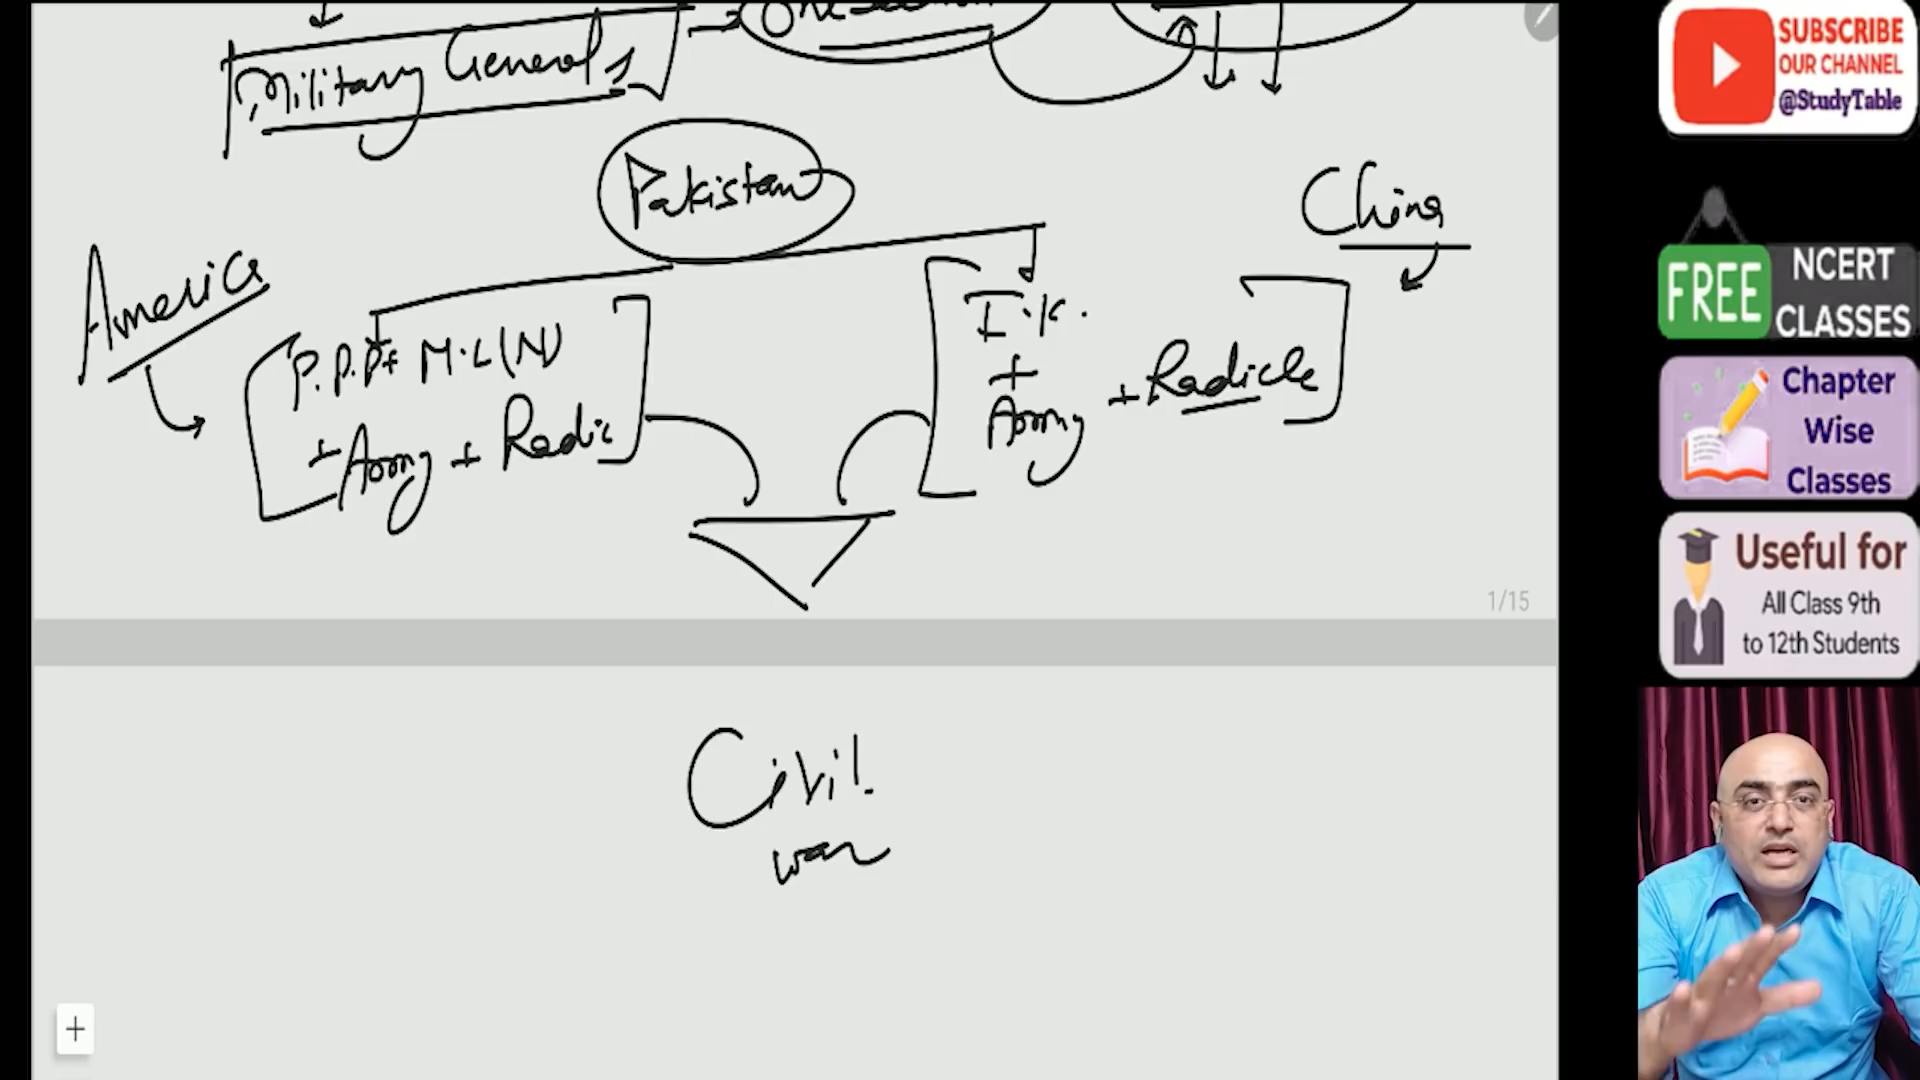 Military Generals
Pakistan
China
America
P.P.P+ M.L(N)
+ Army + Radic
I.K.
+
Army + Radicle
1/15
Civil
war
+
SUBSCRIBE
OUR CHANNEL
@StudyTable
FREE
NCERT
CLASSES
Chapter
Wise
Classes
Useful for
All Class 9th
to 12th Students